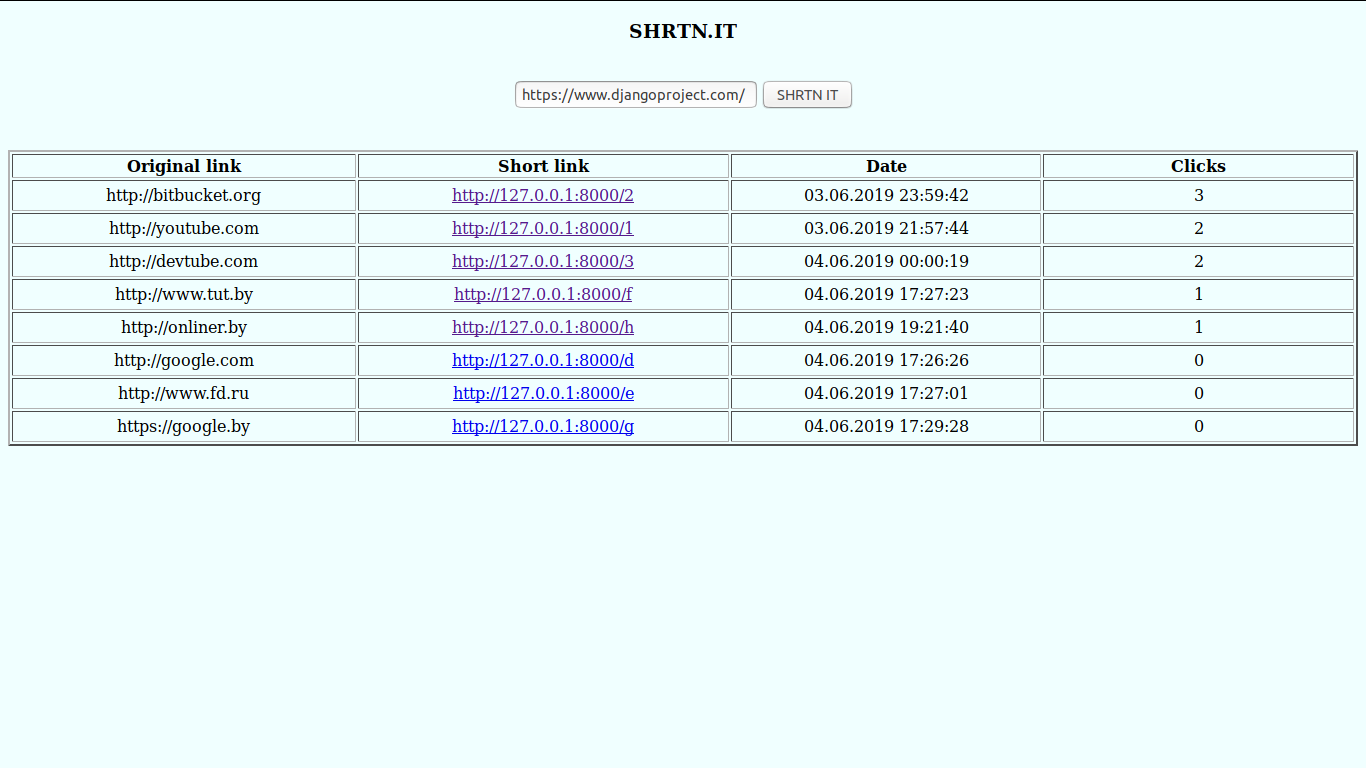 SHRTN.IT
https://www.djangoproject.com/ SHRTN IT
Original link Short link Date Clicks
http://bitbucket.org http://127.0.0.1:8000/2 03.06.2019 23:59:42 3
http://youtube.com http://127.0.0.1:8000/1 03.06.2019 21:57:44 2
http://devtube.com http://127.0.0.1:8000/3 04.06.2019 00:00:19 2
http://www.tut.by http://127.0.0.1:8000/f 04.06.2019 17:27:23 1
http://onliner.by http://127.0.0.1:8000/h 04.06.2019 19:21:40 1
http://google.com http://127.0.0.1:8000/d 04.06.2019 17:26:26 0
http://www.fd.ru http://127.0.0.1:8000/e 04.06.2019 17:27:01 0
https://google.by http://127.0.0.1:8000/g 04.06.2019 17:29:28 0